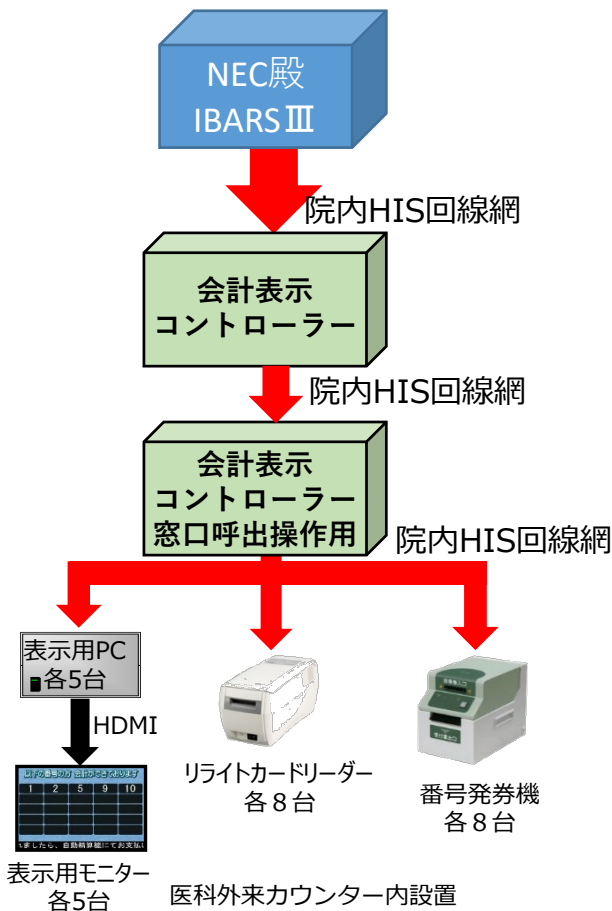 NEC殿
IBARSⅢ
院内HIS回線網
会計表示
コントローラー
院内HIS回線網
会計表示
コントローラー
窓口呼出操作用
院内HIS回線網
表示用PC
各5台
HDMI
1 2 5 9 10
リライトカードリーダー
各８台
番号発券機
各８台
表示用モニター
各5台
医科外来カウンター内設置